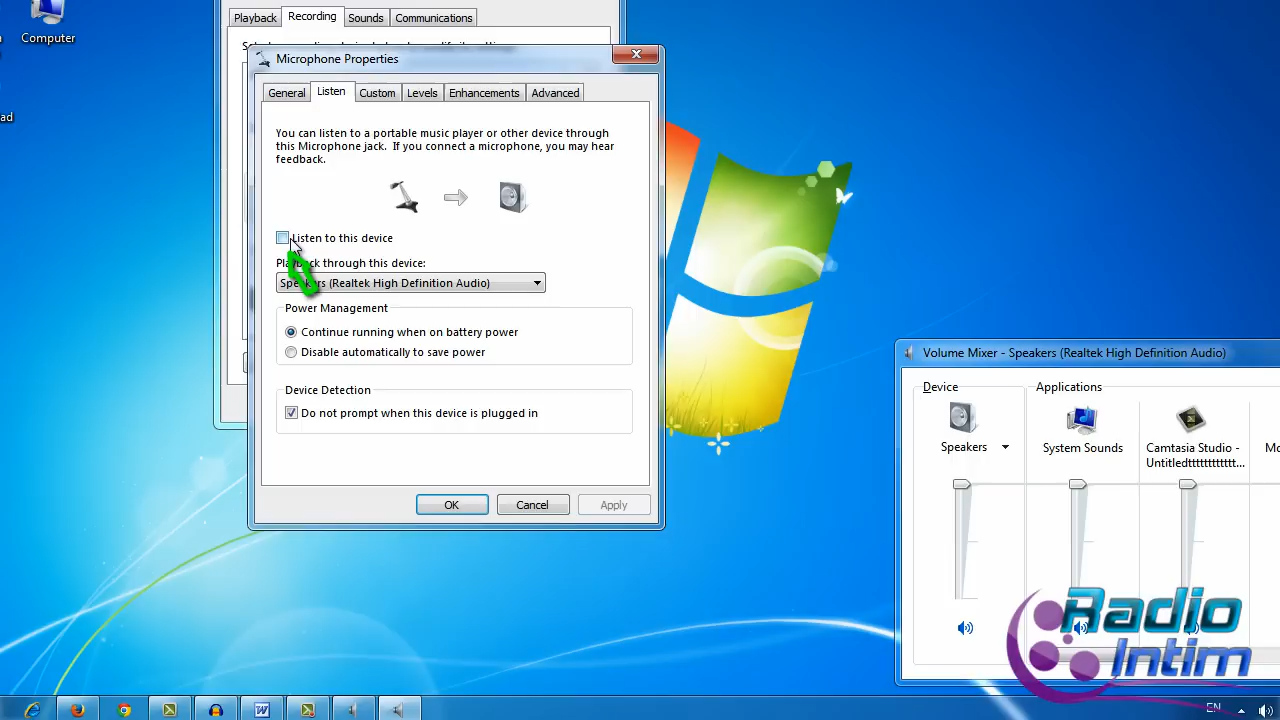 Computer
ad
Playback
Recording
Sounds
Communications
Microphone Properties
General
Listen
Custom
Levels
Enhancements
Advanced
You can listen to a portable music player or other device through
this Microphone jack. If you connect a microphone, you may hear
feedback.
Listen to this device
Playback through this device:
Speakers (Realtek High Definition Audio)
Power Management
Continue running when on battery power
Disable automatically to save power
Device Detection
Do not prompt when this device is plugged in
OK
Cancel
Apply
Volume Mixer - Speakers (Realtek High Definition Audio)
Device
Applications
Speakers
System Sounds
Camtasia Studio -
Untitledttttttttttttt...
Mo
Radio
Intim
EN